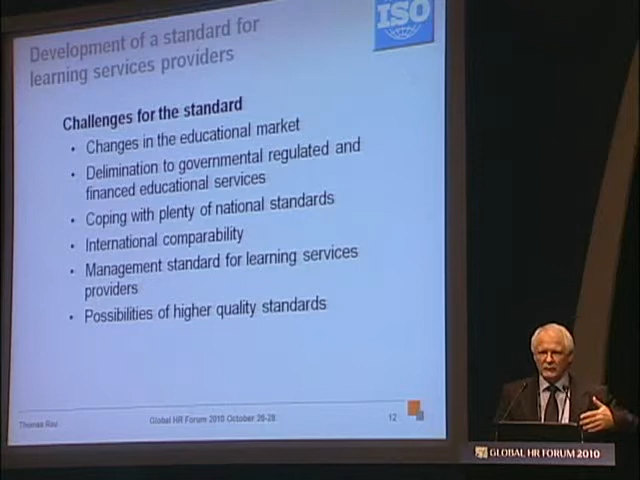 Development of a standard for
learning services providers
ISO
Challenges for the standard
• Changes in the educational market
• Delimination to governmental regulated and
financed educational services
• Coping with plenty of national standards
• International comparability
• Management standard for learning services
providers
• Possibilities of higher quality standards
Thomas Rau
Global HR Forum 2010 October 26-28
12
GLOBAL HR FORUM 2010